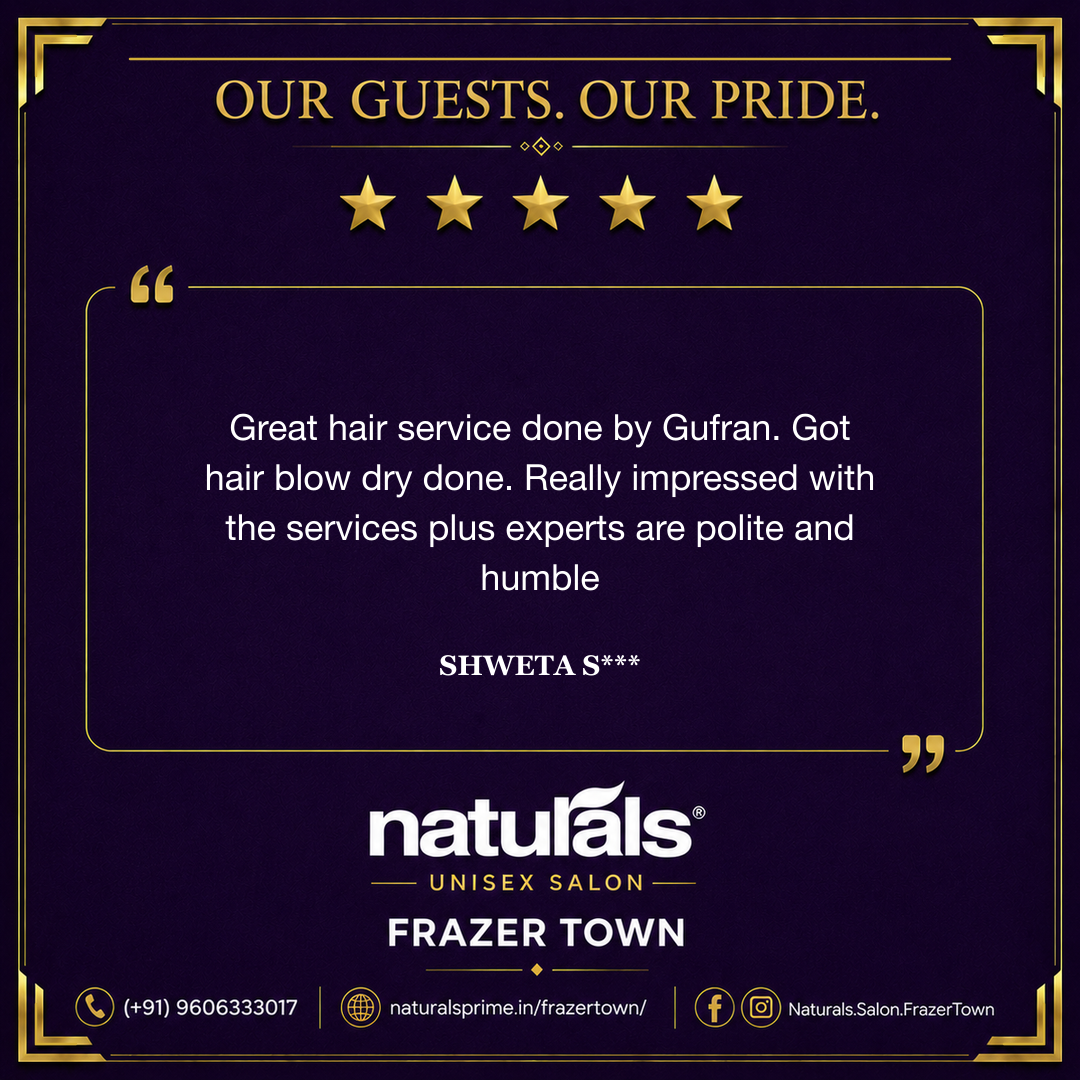 OUR GUESTS. OUR PRIDE.
“
Great hair service done by Gufran. Got
hair blow dry done. Really impressed with
the services plus experts are polite and
humble
SHWETA S***
”
naturals®
UNISEX SALON
FRAZER TOWN
(+91) 9606333017
naturalsprime.in/frazertown/
Naturals.Salon.FrazerTown